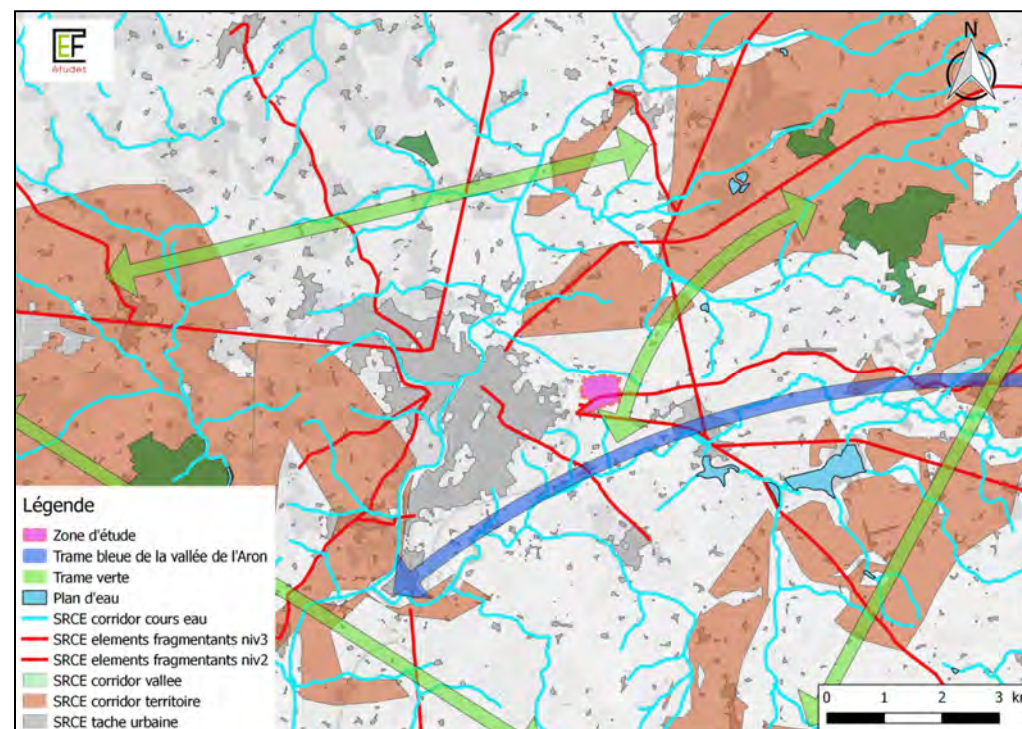 EF
études
N
Légende
Zone d'étude
Trame bleue de la vallée de l'Aron
Trame verte
Plan d'eau
SRCE corridor cours eau
SRCE elements fragmentants niv3
SRCE elements fragmentants niv2
SRCE corridor vallee
SRCE corridor territoire
SRCE tache urbaine
0 1 2 3 km